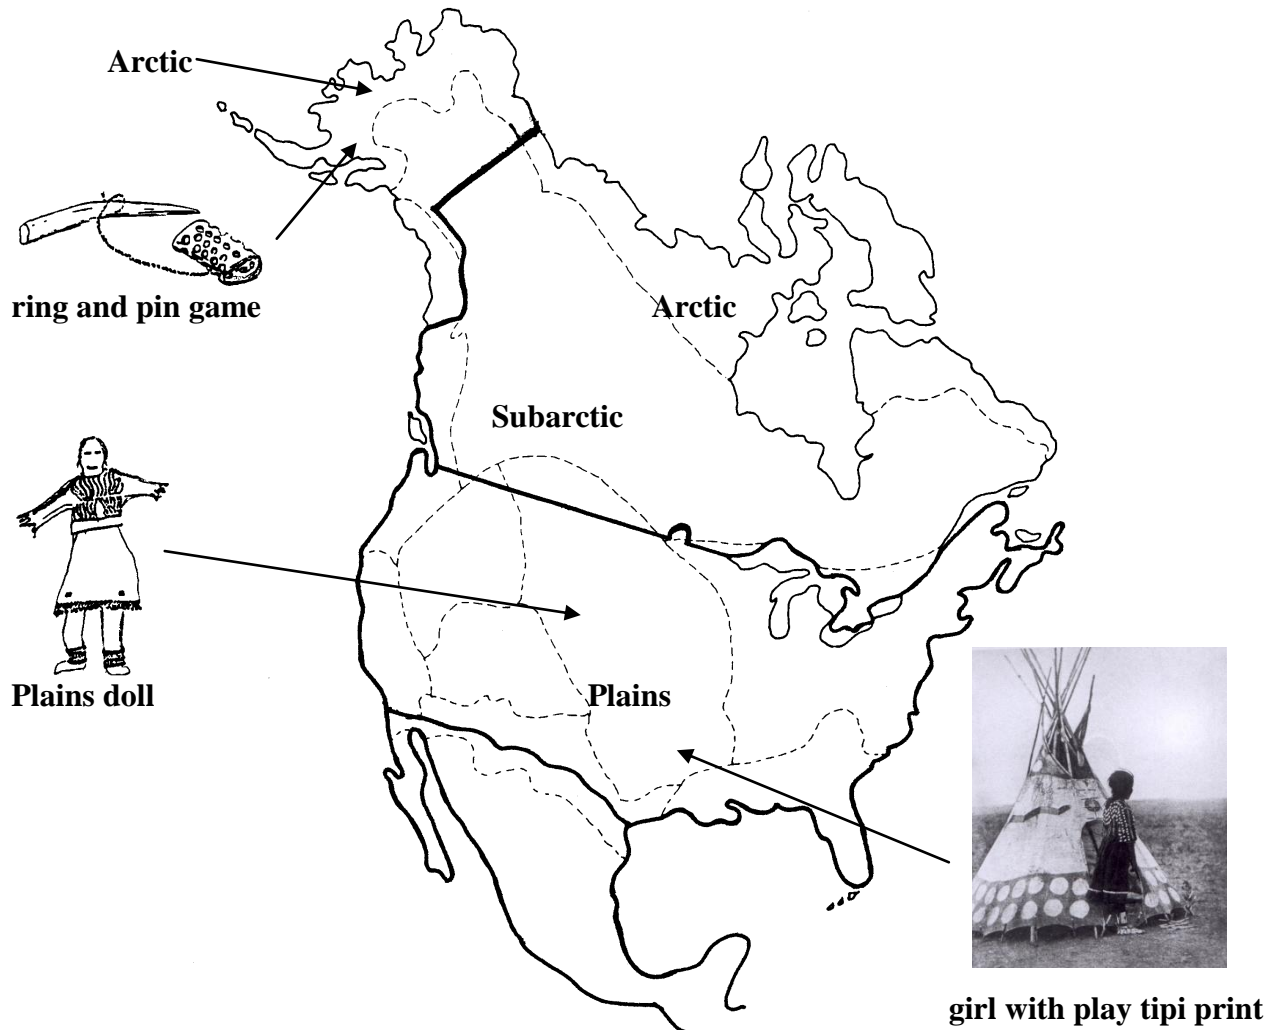 Arctic
ring and pin game
Arctic
Subarctic
Plains doll
Plains
girl with play tipi print